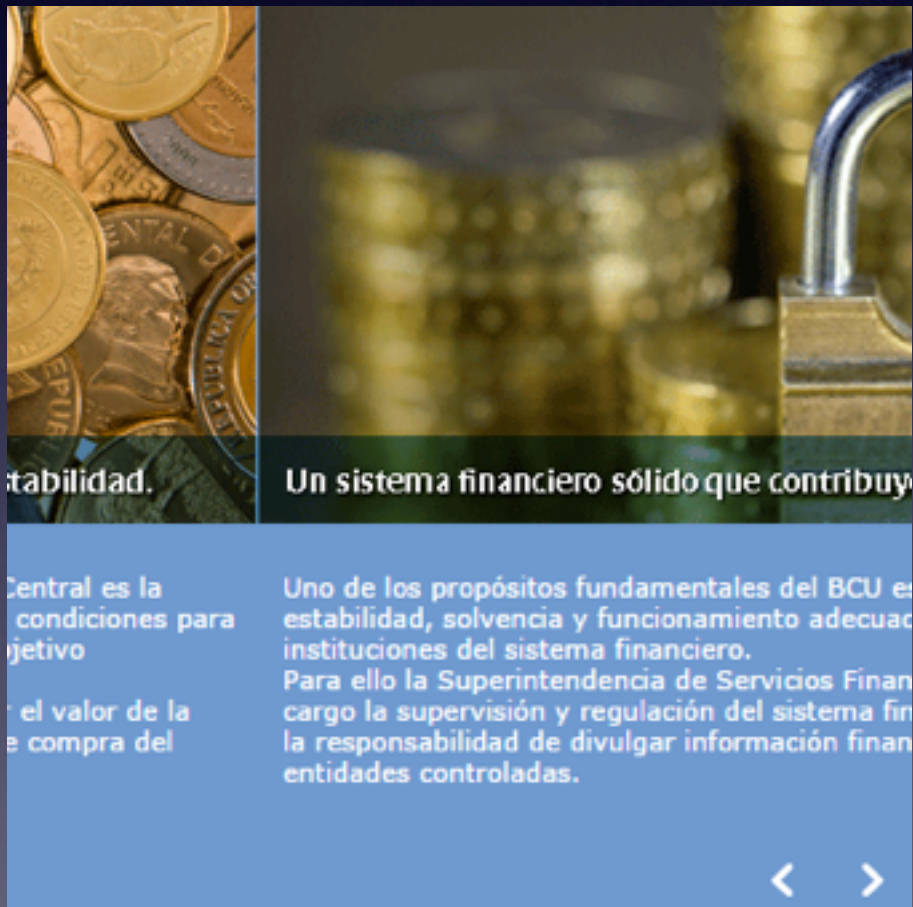 tabilidad.
Un sistema financiero sólido que contribuy
Central es la
condiciones para
jetivo
el valor de la
e compra del
Uno de los propósitos fundamentales del BCU es
estabilidad, solvencia y funcionamiento adecuad
instituciones del sistema financiero.
Para ello la Superintendencia de Servicios Finan
cargo la supervisión y regulación del sistema fin
la responsabilidad de divulgar información finan
entidades controladas.